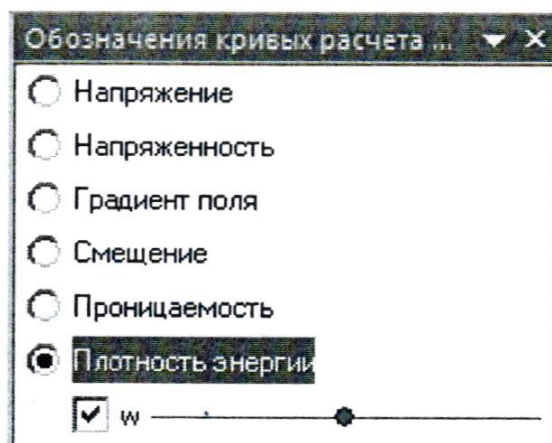 Обозначения кривых расчета ...
Напряжение
Напряженность
Градиент поля
Смещение
Проницаемость
Плотность энергии
w